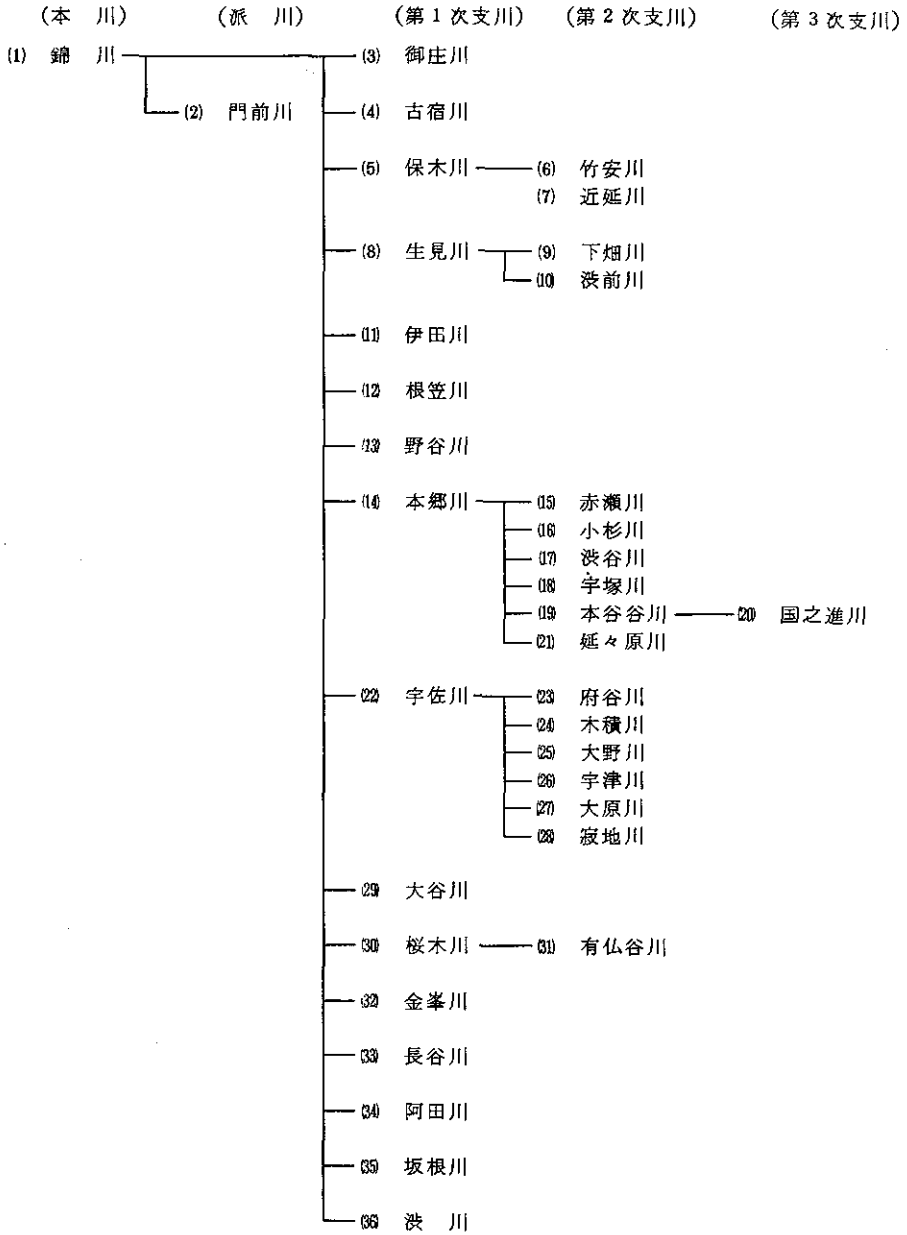 (本 川) (派 川) (第1次支川) (第2次支川) (第3次支川)
(1) 錦 川 (3) 御庄川
(2) 門前川 (4) 古宿川
(5) 保木川 (6) 竹安川
(7) 近延川
(8) 生見川 (9) 下畑川
(10) 渋前川
(11) 伊田川
(12) 根笠川
(13) 野谷川
(14) 本郷川 (15) 赤瀬川
(16) 小杉川
(17) 渋谷川
(18) 宇塚川
(19) 本谷谷川 (20) 国之進川
(21) 延々原川
(22) 宇佐川 (23) 府谷川
(24) 木積川
(25) 大野川
(26) 宇津川
(27) 大原川
(28) 寂地川
(29) 大谷川
(30) 桜木川 (31) 有仏谷川
(32) 金峯川
(33) 長谷川
(34) 阿田川
(35) 坂根川
(36) 渋 川